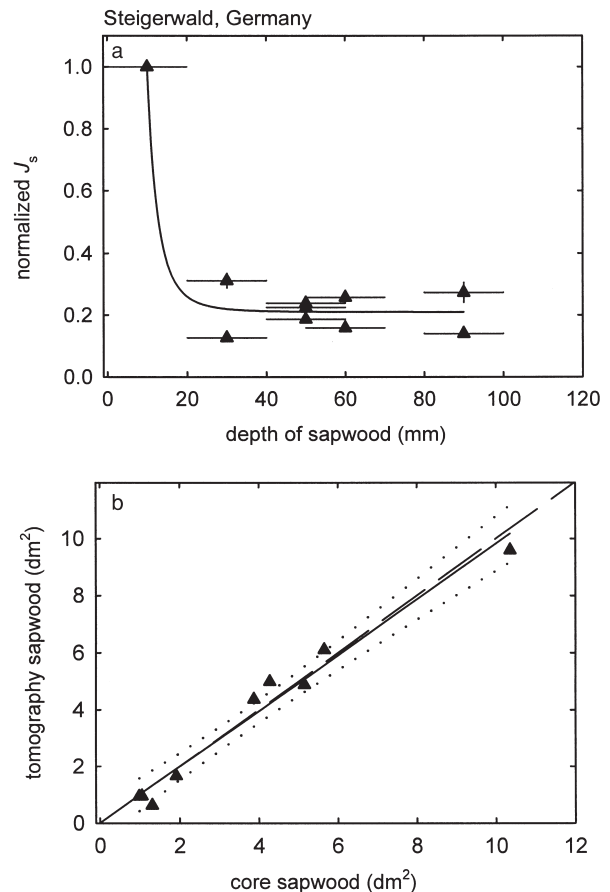 Steigerwald, Germany
a
1.0
0.8
0.6
0.4
0.2
0.0
normalized Js
0 20 40 60 80 100 120
depth of sapwood (mm)
b
10
8
6
4
2
0
tomography sapwood (dm²)
0 2 4 6 8 10 12
core sapwood (dm²)